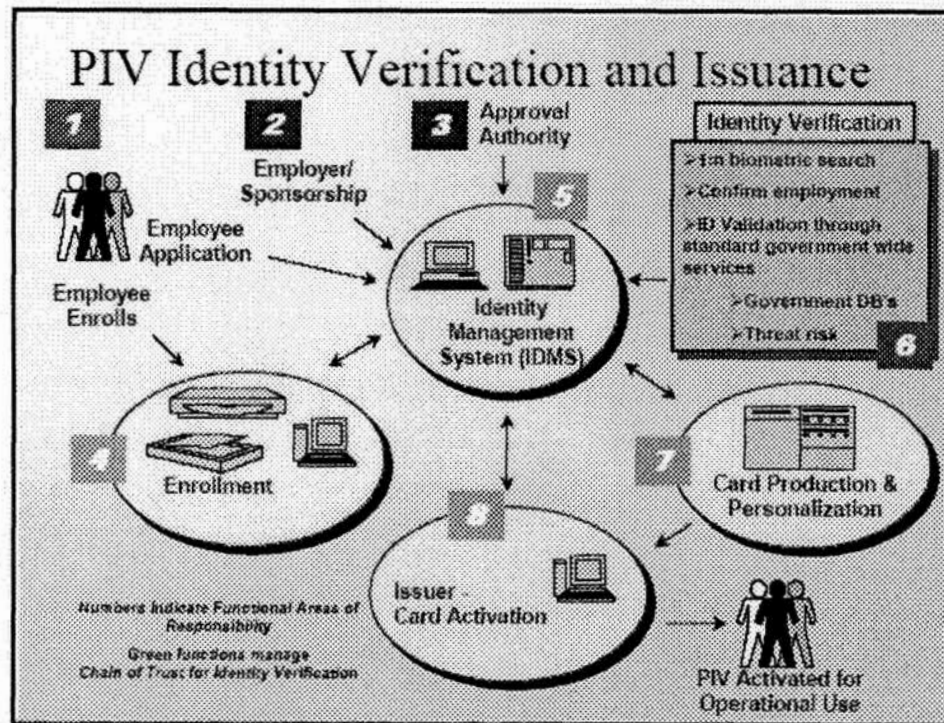 PIV Identity Verification and Issuance
1
2
3
Approval
Authority
Employer/
Sponsorship
Employee
Application
Employee
Enrolls
5
Identity
Management
System (IDMS)
Identity Verification
➢1:n biometric search
➢Confirm employment
➢ID Validation through
standard government wide
services
➢Government DB's
➢Threat risk
6
4
Enrollment
7
Card Production &
Personalization
8
Issuer -
Card Activation
Numbers Indicate Functional Areas of
Responsibility
Green functions manage
Chain of Trust for Identity Verification
PIV Activated for
Operational Use